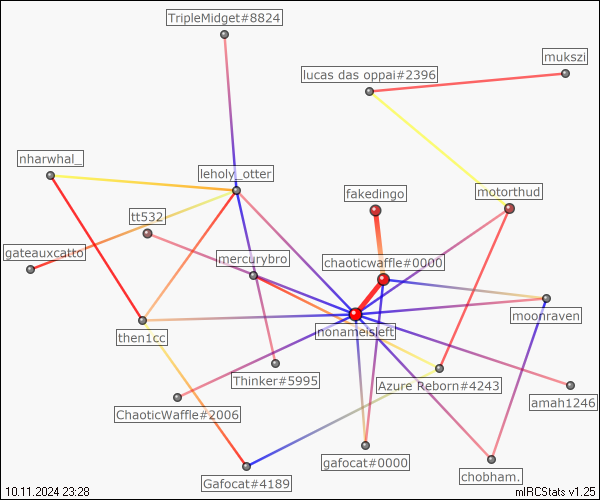 TripleMidget#8824
mukszi
lucas das oppai#2396
nharwhal_
leholy_otter
fakedingo
motorthud
tt532
gateauxcatto
mercurybro
chaoticwaffle#0000
moonraven
then1cc
nonameisleft
Thinker#5995
Azure Reborn#4243
amah1246
ChaoticWaffle#2006
gafocat#0000
chobham.
Gafocat#4189
10.11.2024 23:28
mIRCStats v1.25